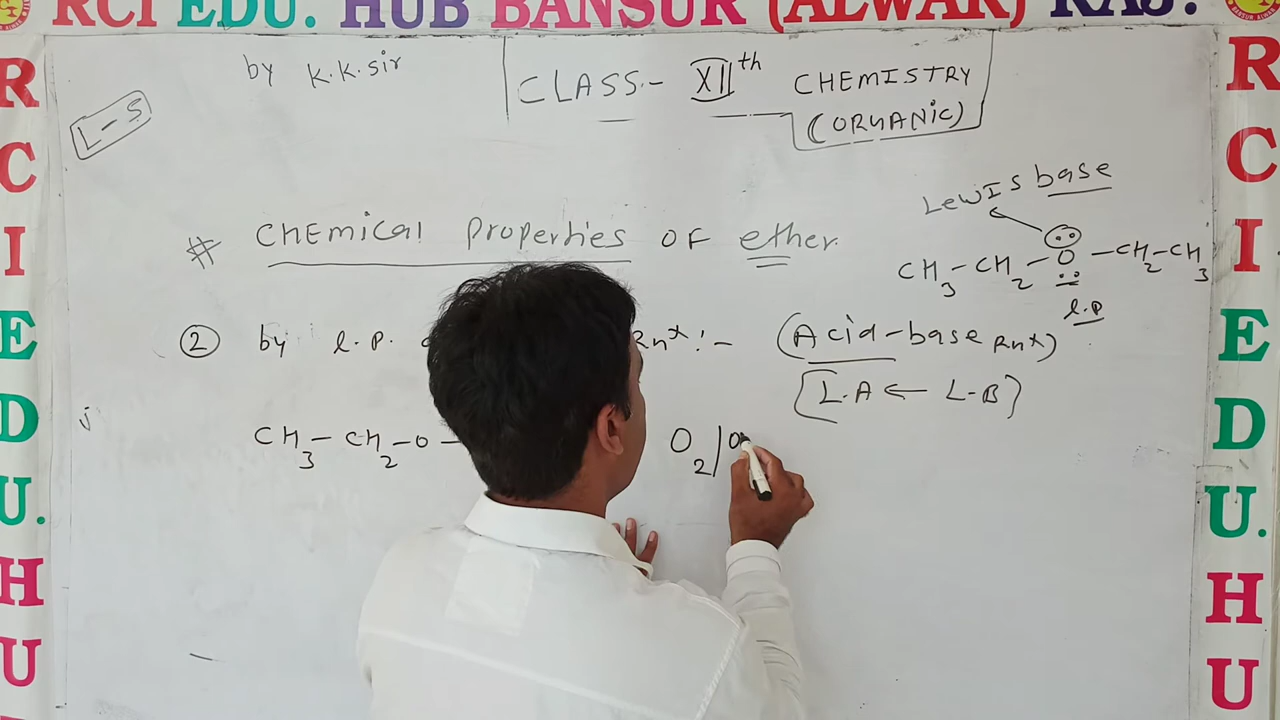 RCI EDU. HUB BANSUR (ALWAR) RAJ.
by K.K. sir
CLASS:- XIIth CHEMISTRY
(ORGANIC)
L-5
# CHEMical Properties OF ether.
Lewis base
CH3-CH2-O-CH2-CH3
l.p
② by l.p. Rnx:- (Acid-base Rnx)
(L.A ← L-B)
CH3-CH2-O- O2/
R
C
I
E
D
U.
H
U
R
C
I
E
D
U.
H
U